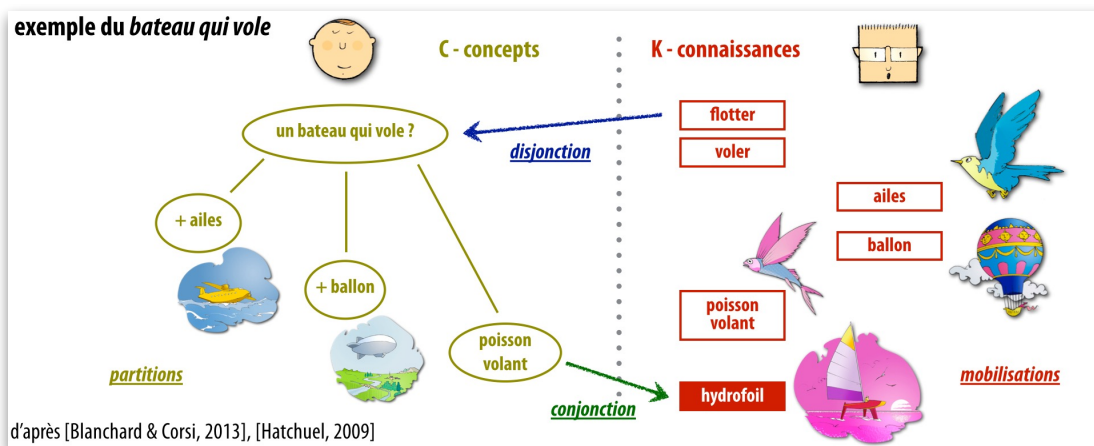 exemple du bateau qui vole
C - concepts
K - connaissances
un bateau qui vole ?
disjonction
flotter
voler
ailes
ballon
+ ailes
+ ballon
poisson
volant
poisson
volant
partitions
conjonction
hydrofoil
mobilisations
d'après [Blanchard & Corsi, 2013], [Hatchuel, 2009]